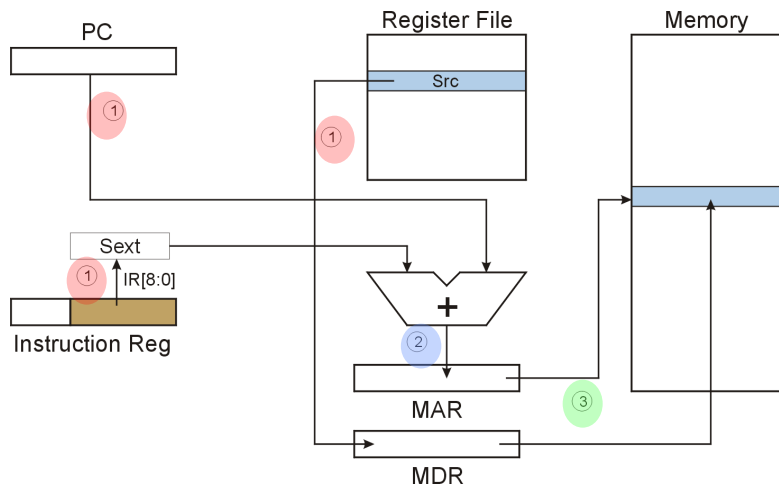 PC
Register File
Memory
Src
①
①
Sext
①
IR[8:0]
+
Instruction Reg
②
MAR
③
MDR